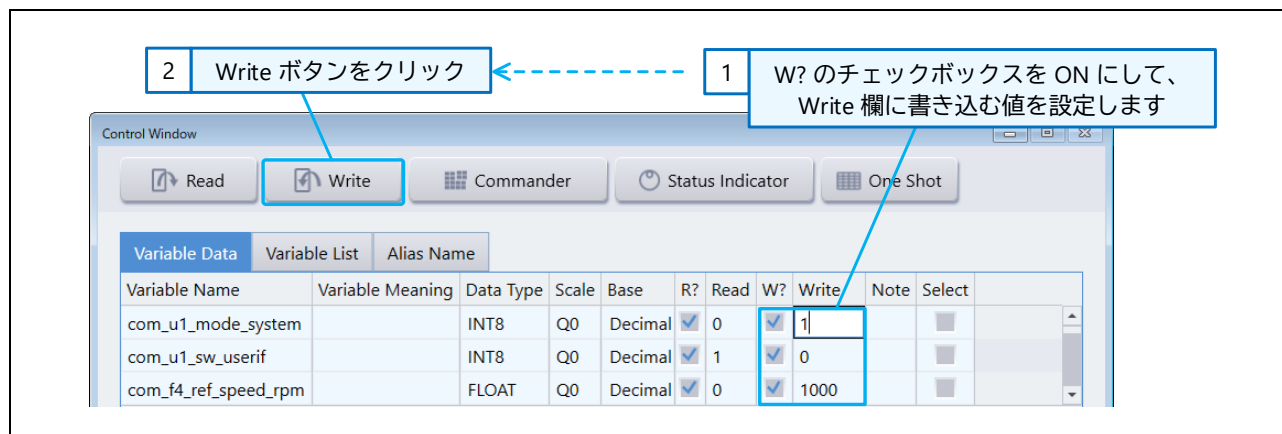 2 Write ボタンをクリック
1 W? のチェックボックスを ON にして、
Write 欄に書き込む値を設定します
Control Window
Read Write Commander Status Indicator One Shot
Variable Data Variable List Alias Name
Variable Name Variable Meaning Data Type Scale Base R? Read W? Write Note Select
com_u1_mode_system INT8 Q0 Decimal 0 1
com_u1_sw_userif INT8 Q0 Decimal 1 0
com_f4_ref_speed_rpm FLOAT Q0 Decimal 0 1000